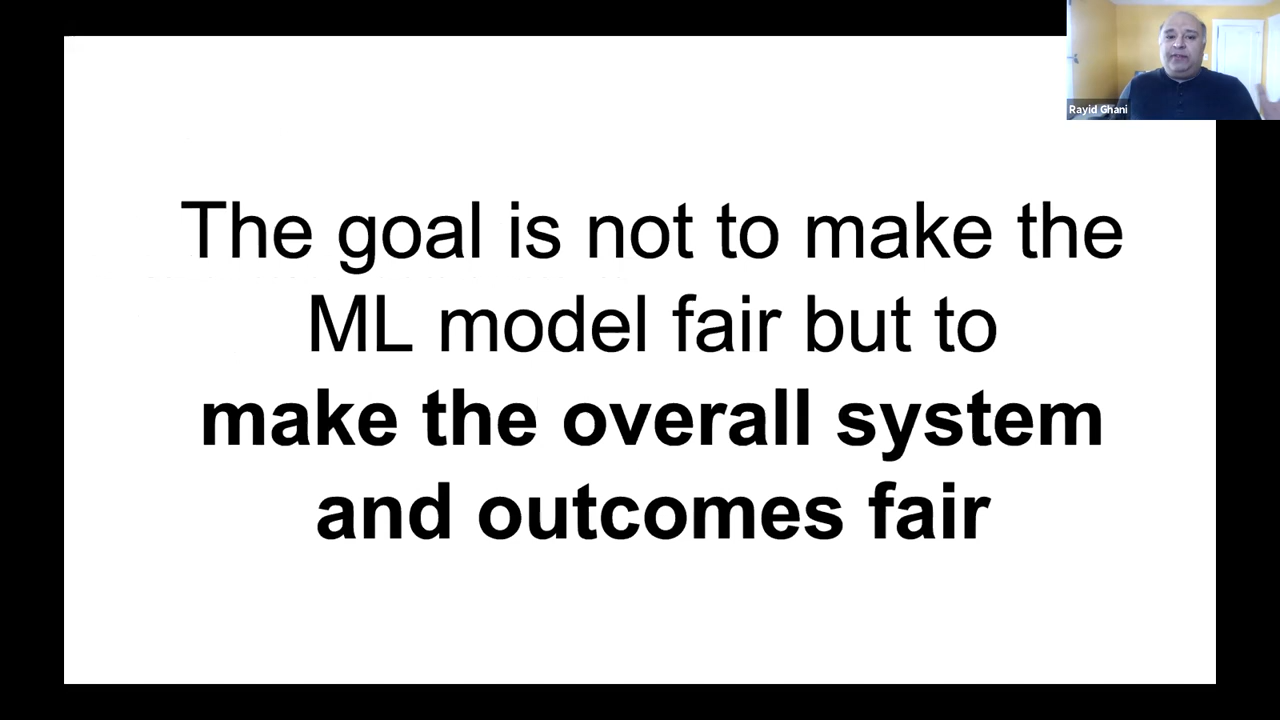 Rayid Ghani
The goal is not to make the
ML model fair but to
make the overall system
and outcomes fair